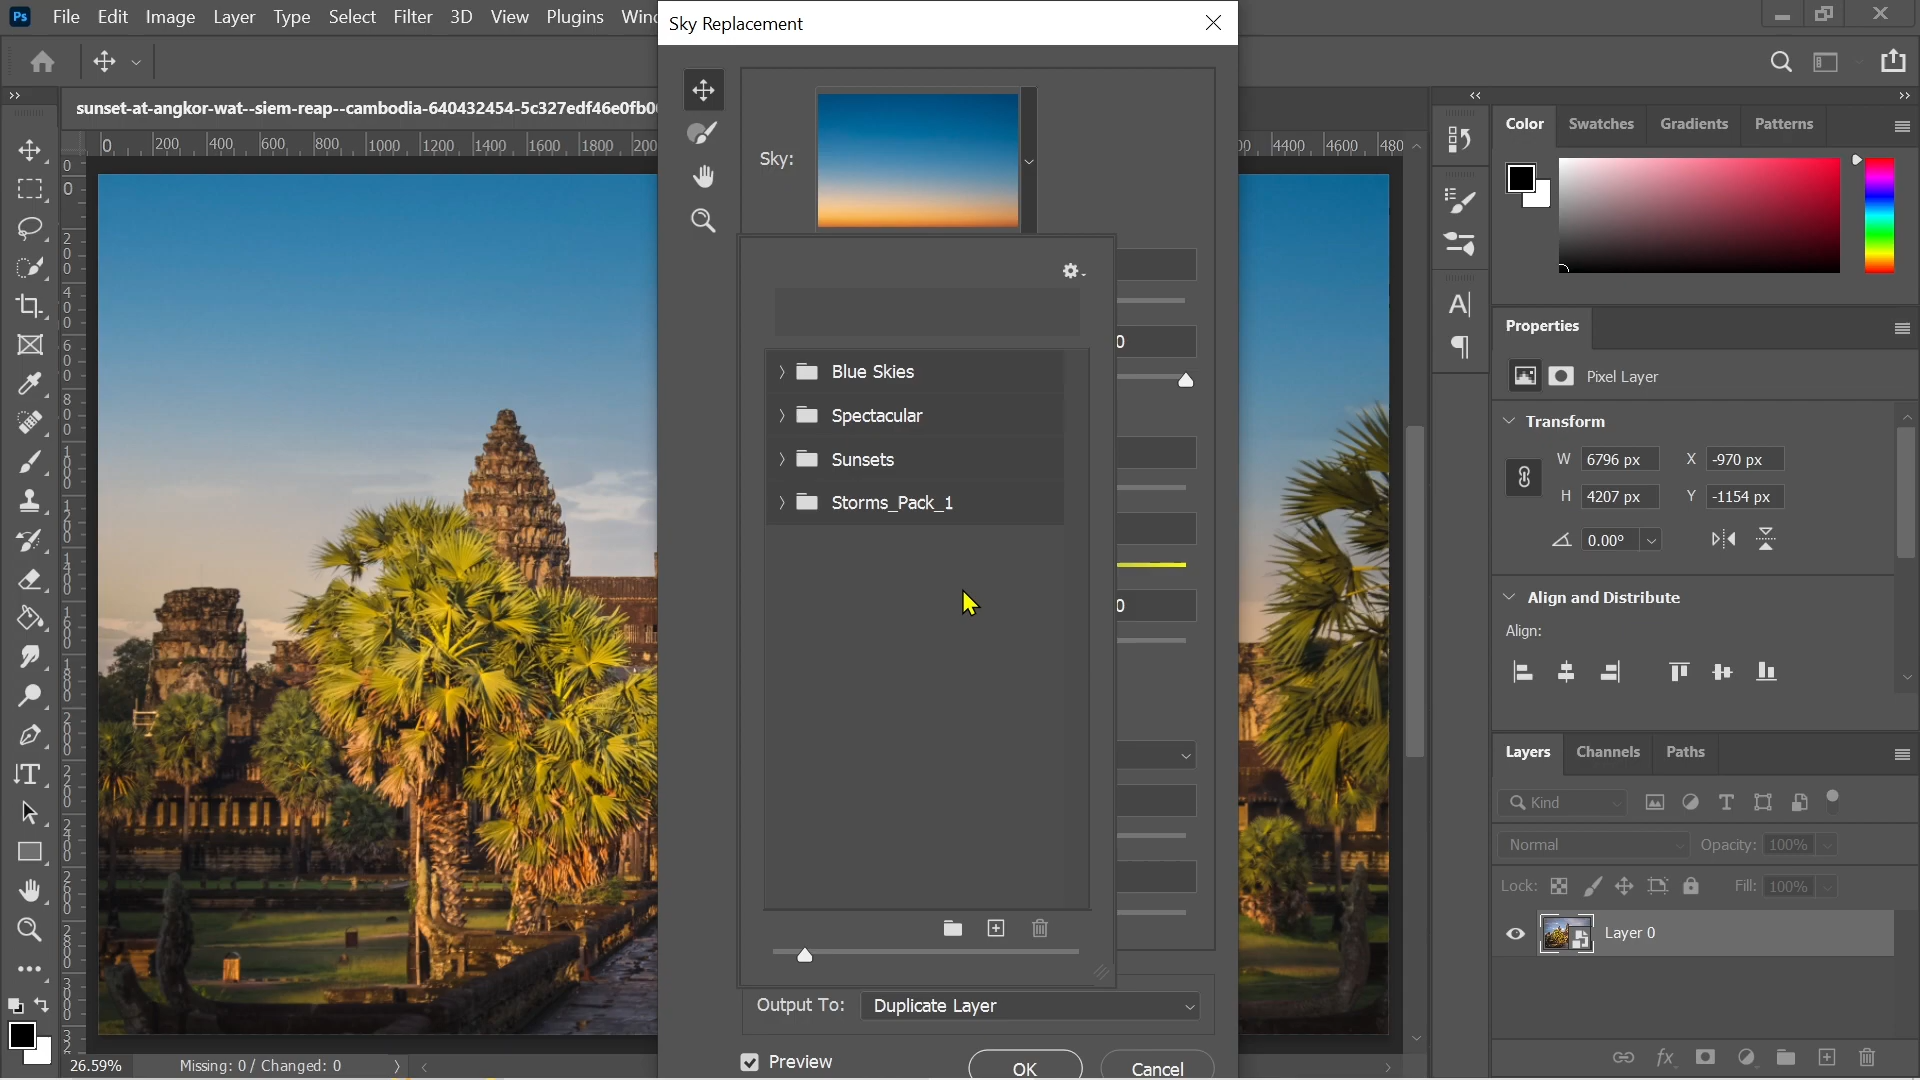 Ps File Edit Image Layer Type Select Filter 3D View Plugins
Sky Replacement
sunset-at-angkor-wat--siem-reap--cambodia-640432454-5c327edf46e0fb0
0 200 400 600 800 1000 1200 1400 1600 1800
4400 4600
Sky:
Blue Skies
Spectacular
Sunsets
Storms_Pack_1
Output To: Duplicate Layer
Preview
OK
Cancel
26.59% Missing: 0 / Changed: 0
Color Swatches Gradients Patterns
Properties
Pixel Layer
Transform
W 6796 px X -970 px
H 4207 px Y -1154 px
0.00°
Align and Distribute
Align:
Layers Channels Paths
Kind
Normal Opacity: 100%
Lock: Fill: 100%
Layer 0
fx